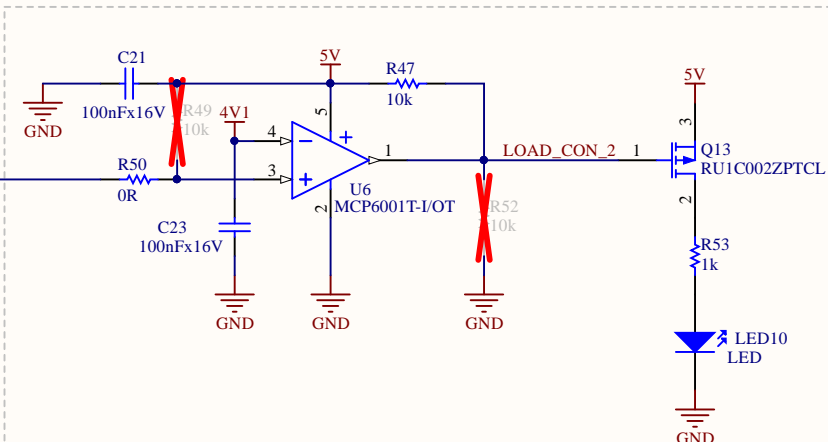 C21
100nFx16V
GND
R49
10k
5V
R47
10k
4V1
5
4
3
1
2
U6
MCP6001T-I/OT
R50
0R
C23
100nFx16V
GND
GND
R52
10k
GND
LOAD_CON_2
5V
3
1
2
Q13
RU1C002ZPTCL
R53
1k
LED10
LED
GND